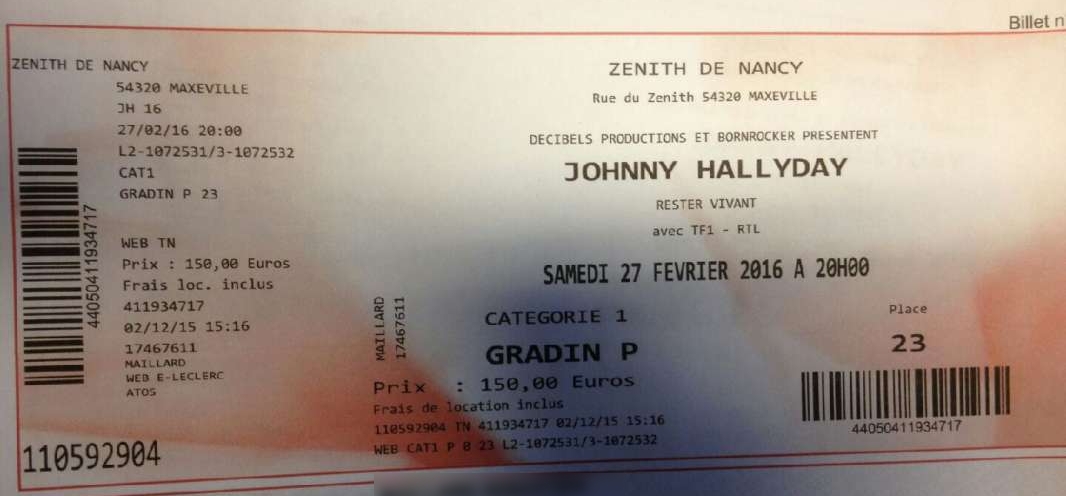 Billet n
ZENITH DE NANCY
54320 MAXEVILLE
JH 16
27/02/16 20:00
L2-1072531/3-1072532
CAT1
GRADIN P 23
WEB TN
Prix : 150,00 Euros
Frais loc. inclus
411934717
02/12/15 15:16
17467611
MAILLARD
WEB E-LECLERC
ATOS
44050411934717
110592904
ZENITH DE NANCY
Rue du Zenith 54320 MAXEVILLE
DECIBELS PRODUCTIONS ET BORNROCKER PRESENTENT
JOHNNY HALLYDAY
RESTER VIVANT
avec TF1 - RTL
SAMEDI 27 FEVRIER 2016 A 20H00
MAILLARD
17467611
CATEGORIE 1
GRADIN P
Place
23
Prix : 150,00 Euros
Frais de location inclus
110592904 TN 411934717 02/12/15 15:16
WEB CAT1 P 0 23 L2-1072531/3-1072532
44050411934717